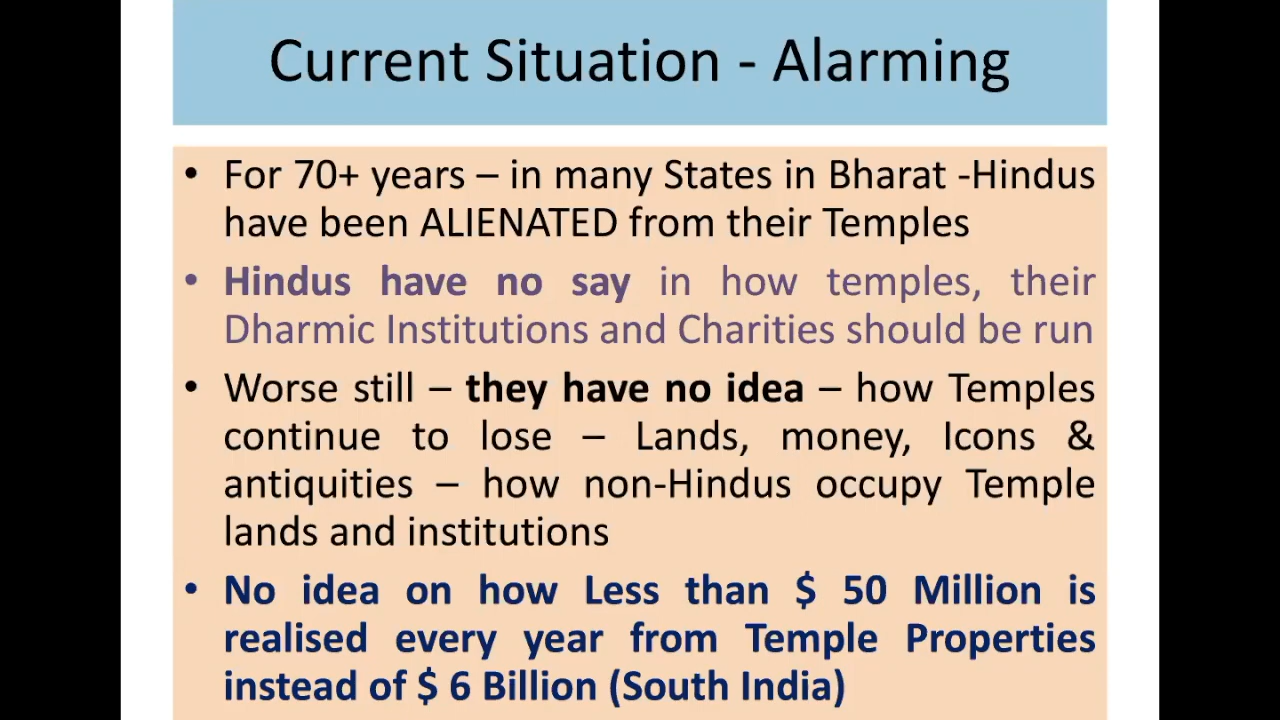 Current Situation - Alarming
• For 70+ years – in many States in Bharat -Hindus
have been ALIENATED from their Temples
• Hindus have no say in how temples, their
Dharmic Institutions and Charities should be run
• Worse still – they have no idea – how Temples
continue to lose – Lands, money, Icons &
antiquities – how non-Hindus occupy Temple
lands and institutions
• No idea on how Less than $ 50 Million is
realised every year from Temple Properties
instead of $ 6 Billion (South India)